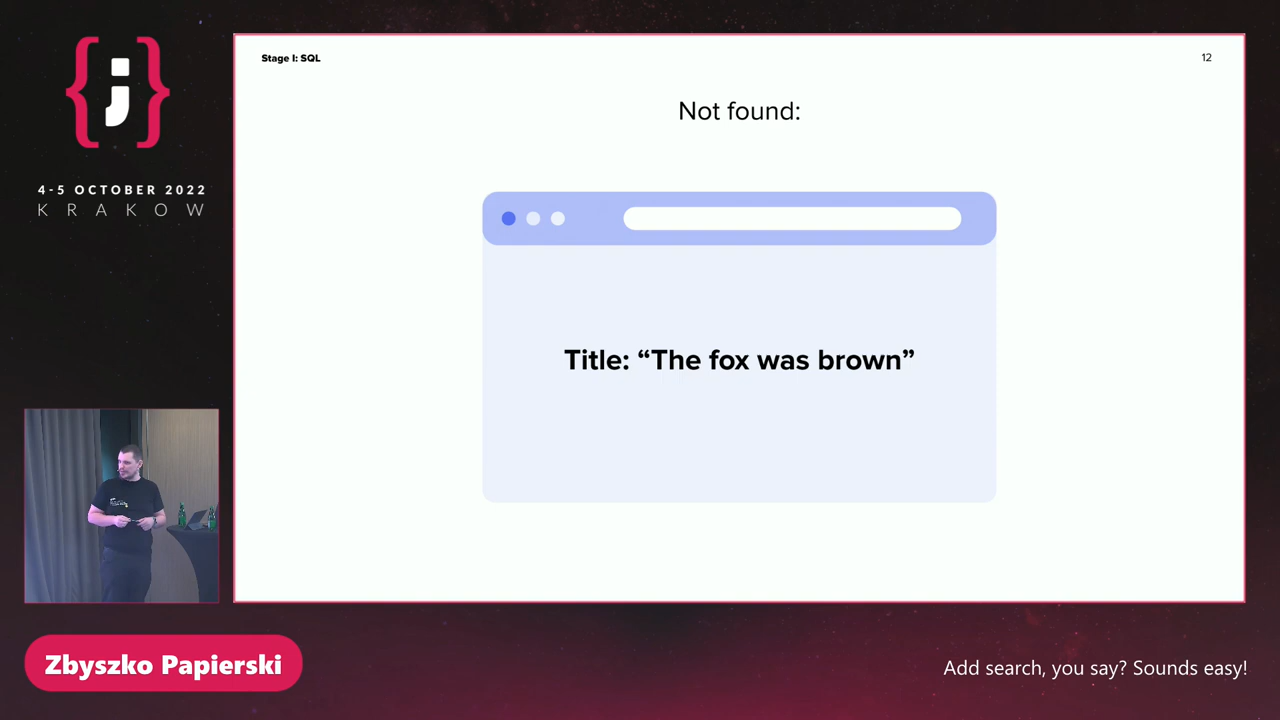 {;}
4-5 OCTOBER 2022
KRAKOW
Stage I: SQL
12
Not found:
Title: “The fox was brown”
Zbyszko Papierski
Add search, you say? Sounds easy!